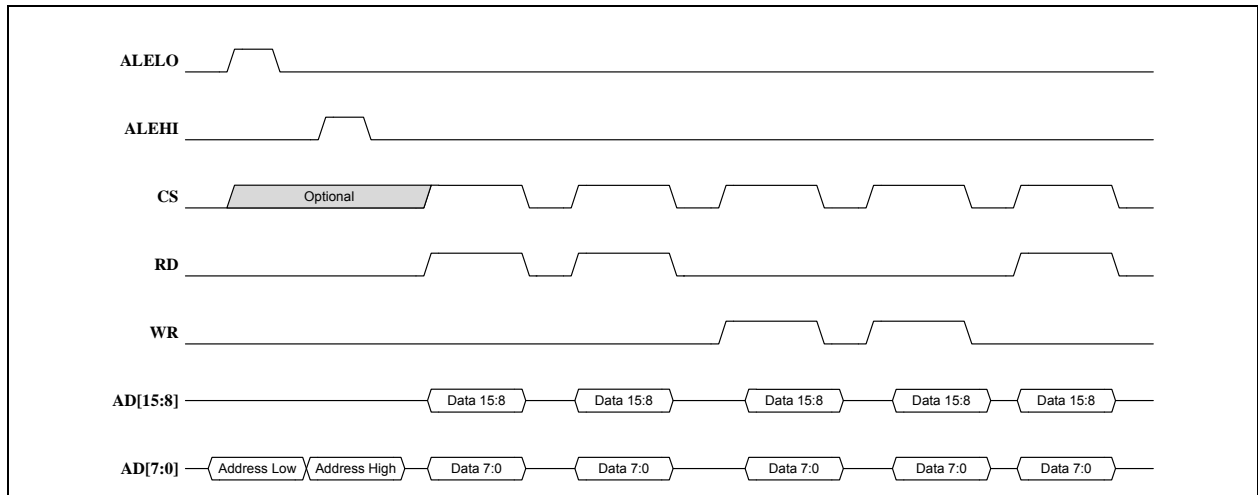 ALELO
ALEHI
CS Optional
RD
WR
AD[15:8] Data 15:8 Data 15:8 Data 15:8 Data 15:8 Data 15:8
AD[7:0] Address Low Address High Data 7:0 Data 7:0 Data 7:0 Data 7:0 Data 7:0